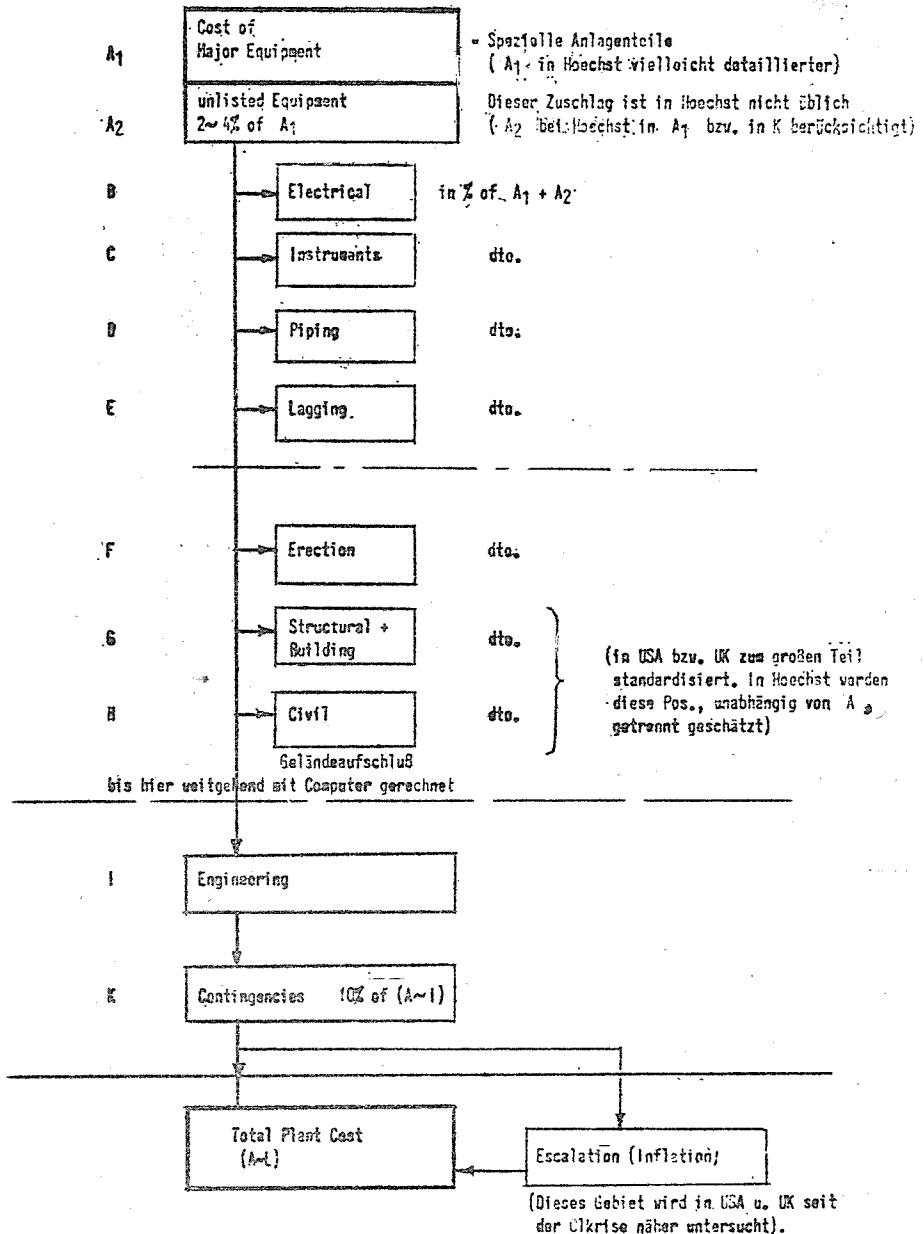 Cost of
A1 Major Equipment = Spezielle Anlagenteile
( A1 in Hoechst vielleicht detaillierter)
unlisted Equipment Dieser Zuschlag ist in Hoechst nicht üblich
A2 2~4% of A1 ( A2 bei Hoechst in A1 bzw. in K berücksichtigt)
B Electrical in % of A1 + A2
C Instruments dto.
D Piping dto.
E Lagging dto.
F Erection dto.
G Structural + Building dto.
H Civil dto.
(in USA bzw. UK zum großen Teil
standardisiert. In Hoechst werden
diese Pos., unabhängig von A,
getrennt geschätzt)
Geländeaufschluß
bis hier weitgehend mit Computer gerechnet
I Engineering
K Contingencies 10% of (A~I)
Total Plant Cost
(A~L)
Escalation (Inflation)
(Dieses Gebiet wird in USA u. UK seit
der Ölkrise näher untersucht).